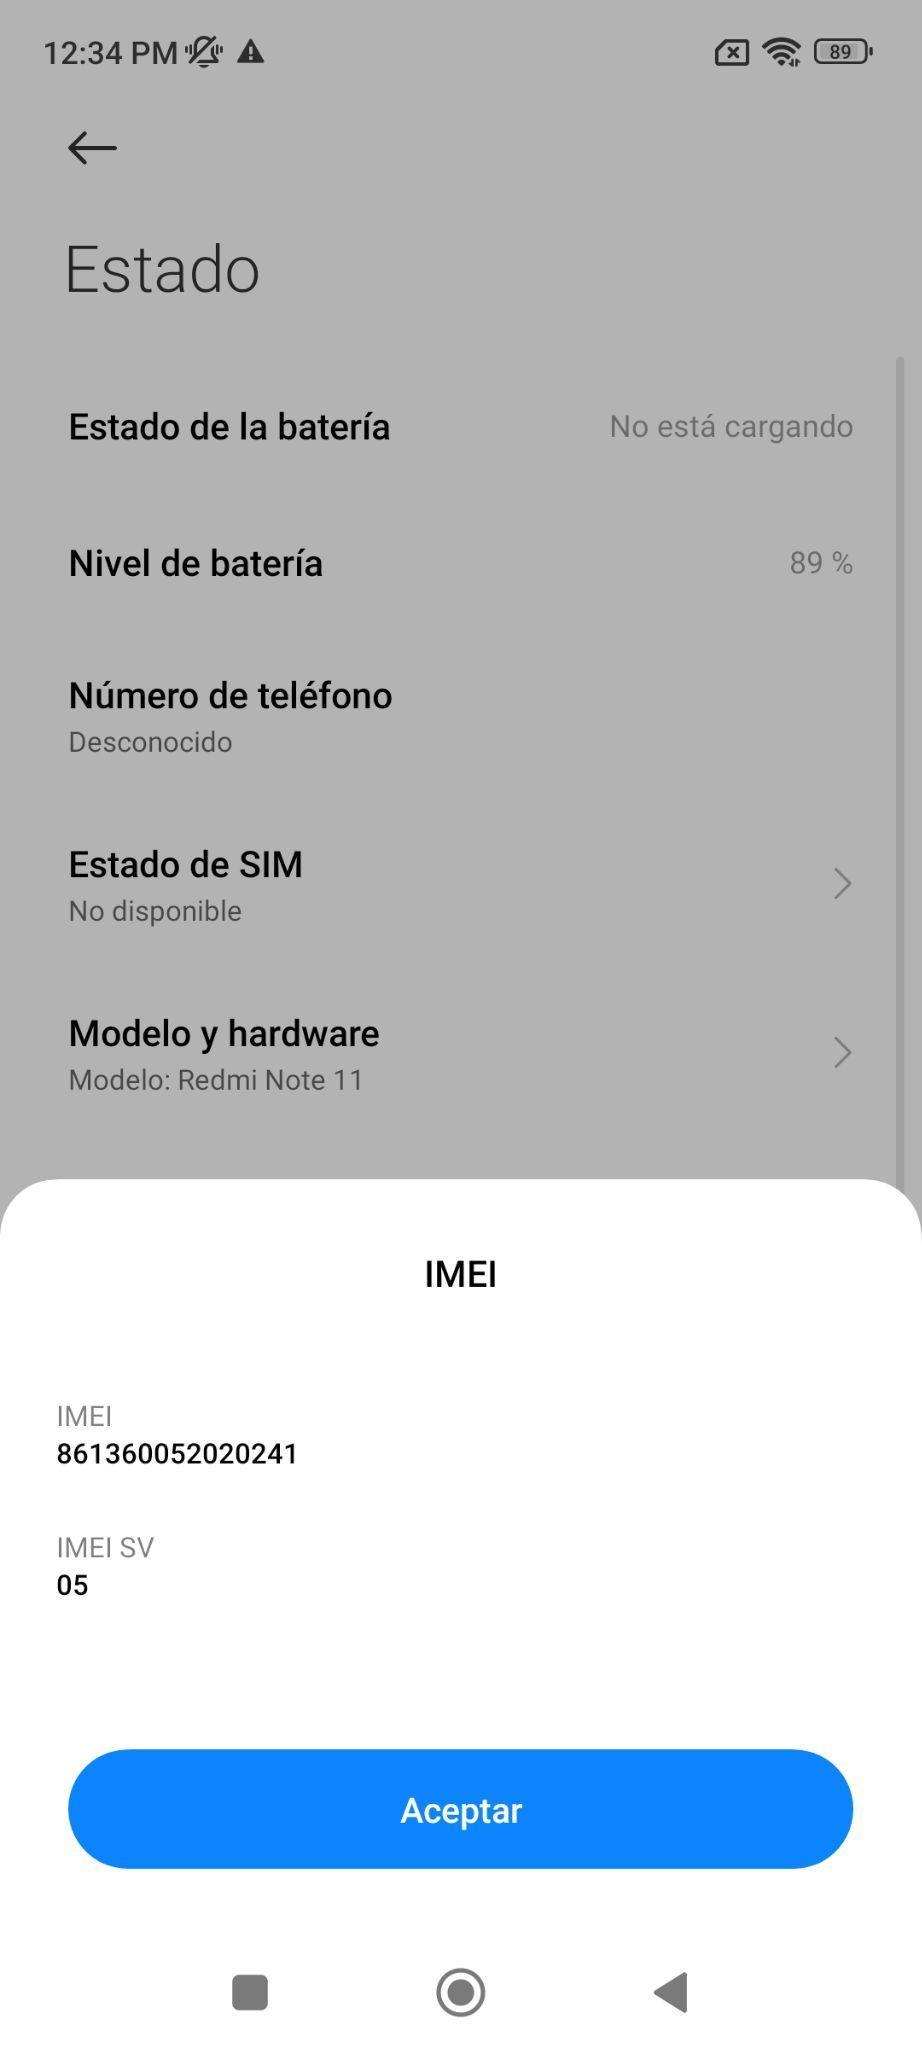 12:34 PM
89
Estado
Estado de la batería No está cargando
Nivel de batería 89 %
Número de teléfono
Desconocido
Estado de SIM
No disponible
Modelo y hardware
Modelo: Redmi Note 11
IMEI
IMEI
861360052020241
IMEI SV
05
Aceptar